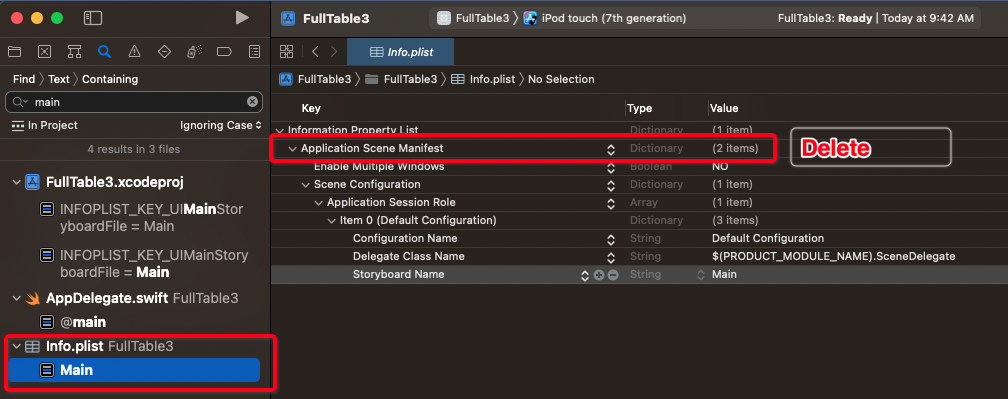 FullTable3
FullTable3 iPod touch (7th generation)
FullTable3: Ready | Today at 9:42 AM
Info.plist
Find Text Containing
main
In Project Ignoring Case
4 results in 3 files
FullTable3.xcodeproj
INFOPLIST_KEY_UIMainStor
yboardFile = Main
INFOPLIST_KEY_UIMainStory
boardFile = Main
AppDelegate.swift FullTable3
@main
Info.plist FullTable3
Main
FullTable3 FullTable3 Info.plist No Selection
Key Type Value
Information Property List Dictionary (1 item)
Application Scene Manifest Dictionary (2 items)
Delete
Enable Multiple Windows Boolean NO
Scene Configuration Dictionary (1 item)
Application Session Role Array (1 item)
Item 0 (Default Configuration) Dictionary (3 items)
Configuration Name String Default Configuration
Delegate Class Name String $(PRODUCT_MODULE_NAME).SceneDelegate
Storyboard Name String Main